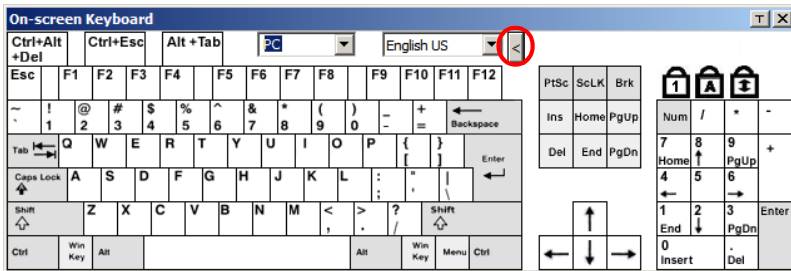 On-screen Keyboard T X
Ctrl+Alt +Del Ctrl+Esc Alt +Tab PC English US <
Esc F1 F2 F3 F4 F5 F6 F7 F8 F9 F10 F11 F12 PtSc ScLK Brk 1 A
~ ` ! 1 @ 2 # 3 $ 4 % 5 ^ 6 & 7 * 8 ( 9 ) 0 _ - + = Backspace Ins Home PgUp Num / * -
Tab Q W E R T Y U I O P { [ } ] Enter Del End PgDn 7 Home 8 9 PgUp +
Caps Lock A S D F G H J K L : ; " ' | \ 4 5 6
Shift Z X C V B N M < , > . ? / Shift 1 End 2 3 PgDn Enter
Ctrl Win Key Alt Alt Win Key Menu Ctrl 0 Insert . Del